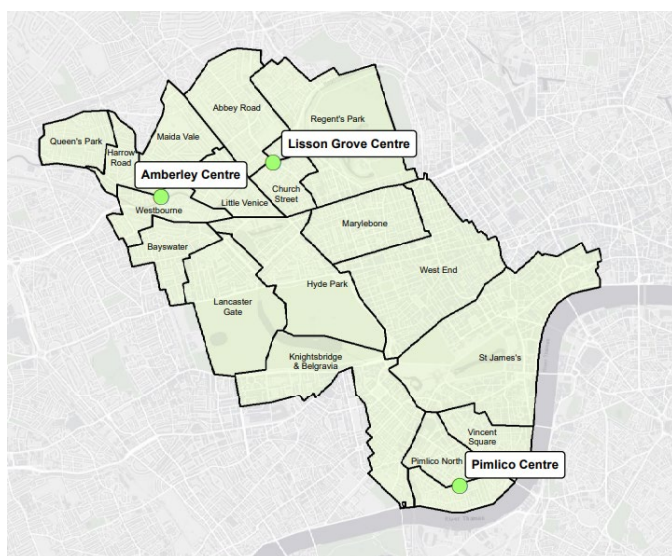 Abbey Road
Regent's Park
Queen's Park
Harrow
Road
Maida Vale
Lisson Grove Centre
Amberley Centre
Church
Street
Little Venice
Westbourne
Marylebone
Bayswater
West End
Hyde Park
Lancaster
Gate
Knightsbridge
& Belgravia
St James's
Vincent
Square
Pimlico North
Pimlico Centre